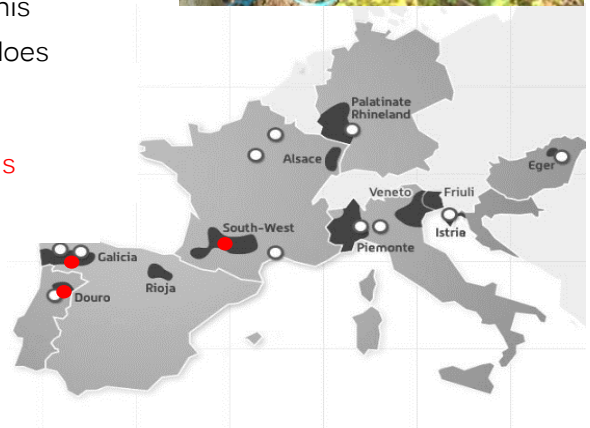 his
does
s
Palatinate
Rhineland
Alsace
Eger
Veneto
Friuli
South-West
Istria
Piemonte
Galicia
Rioja
Douro